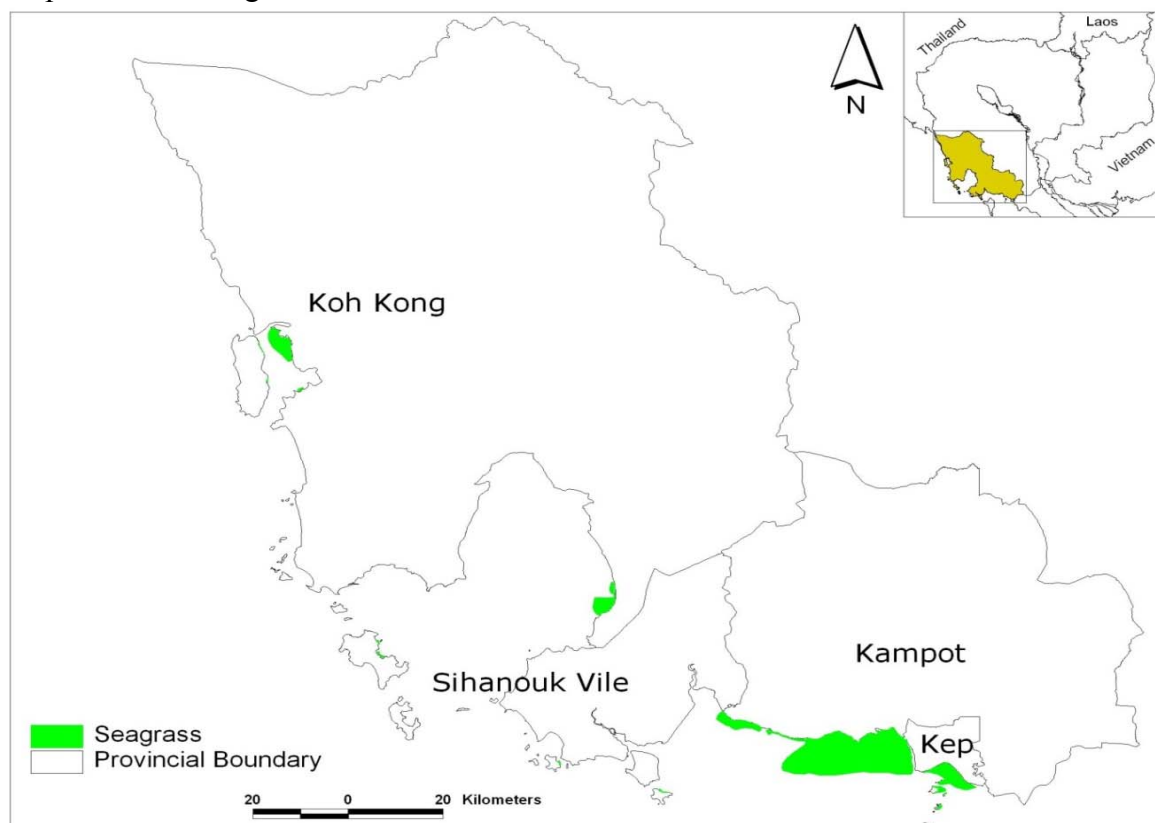 Laos
Thailand
N
Vietnam
Koh Kong
Kampot
Sihanouk Vile
Kep
Seagrass
Provincial Boundary
20 0 20 Kilometers